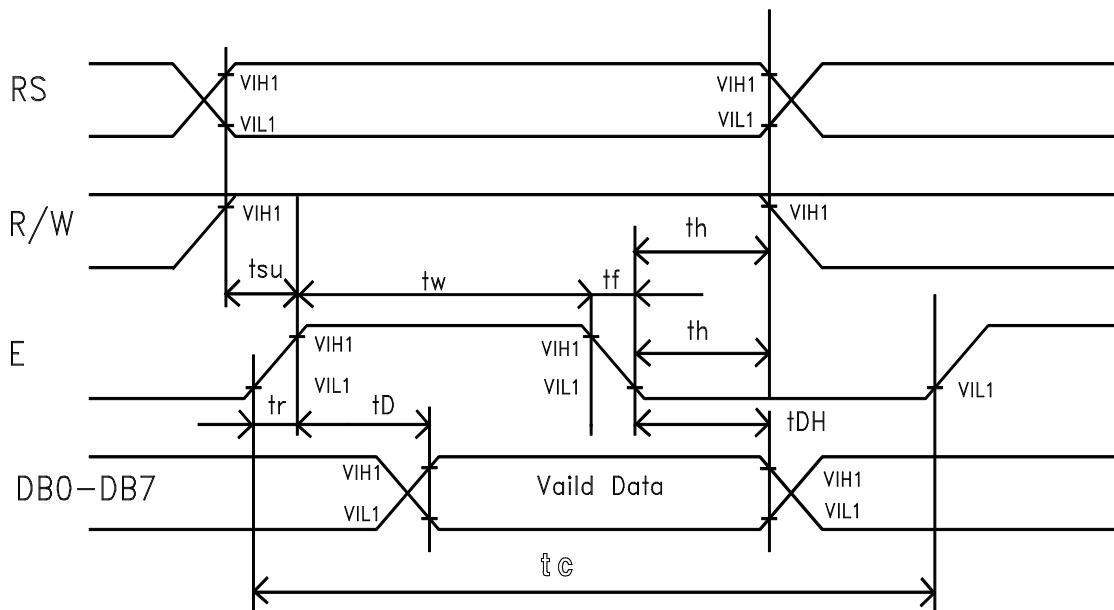 RS
VIH1
VIL1
VIH1
VIL1
R/W
VIH1
VIH1
th
tsu
tw
tf
E
VIH1
VIL1
VIH1
VIL1
th
VIL1
tr
tD
tDH
DB0-DB7
VIH1
VIL1
Vaild Data
VIH1
VIL1
tc